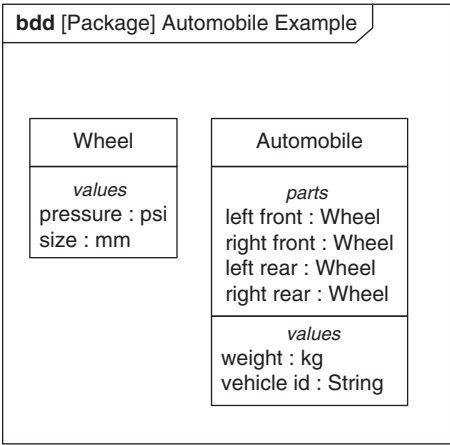 bdd [Package] Automobile Example
Wheel
values
pressure : psi
size : mm
Automobile
parts
left front : Wheel
right front : Wheel
left rear : Wheel
right rear : Wheel
values
weight : kg
vehicle id : String